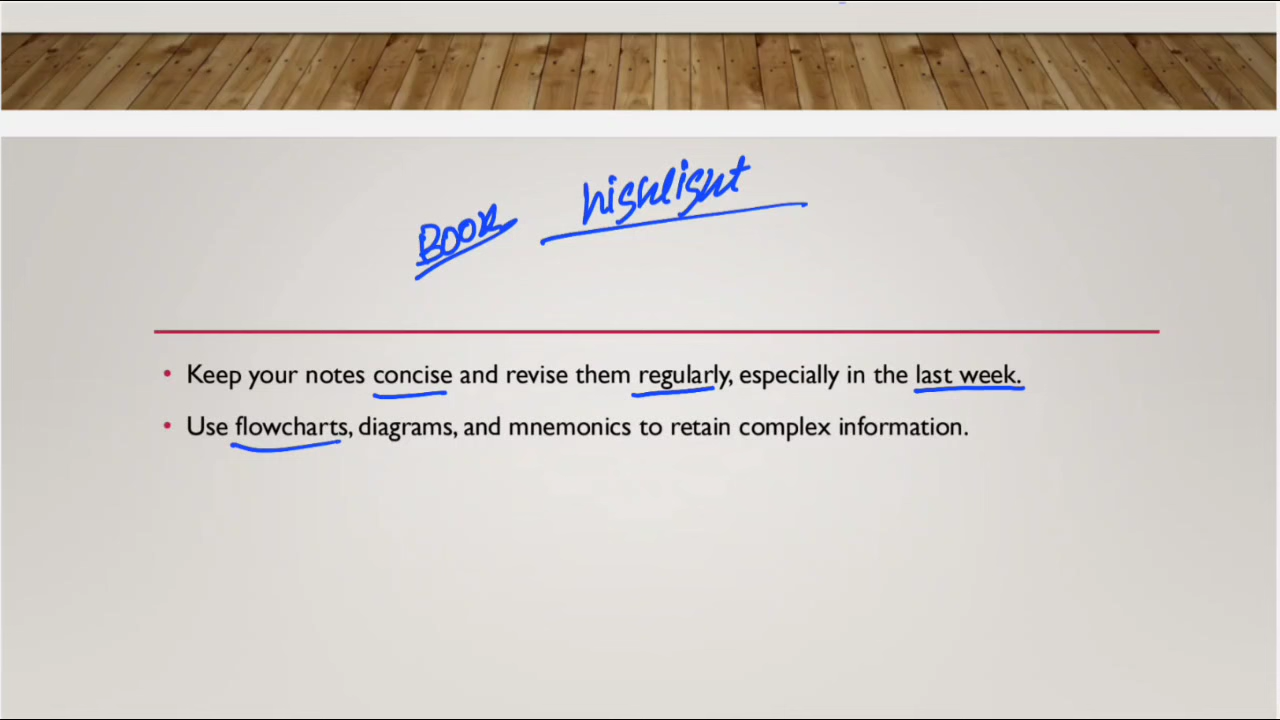 Book highlight
• Keep your notes concise and revise them regularly, especially in the last week.
• Use flowcharts, diagrams, and mnemonics to retain complex information.